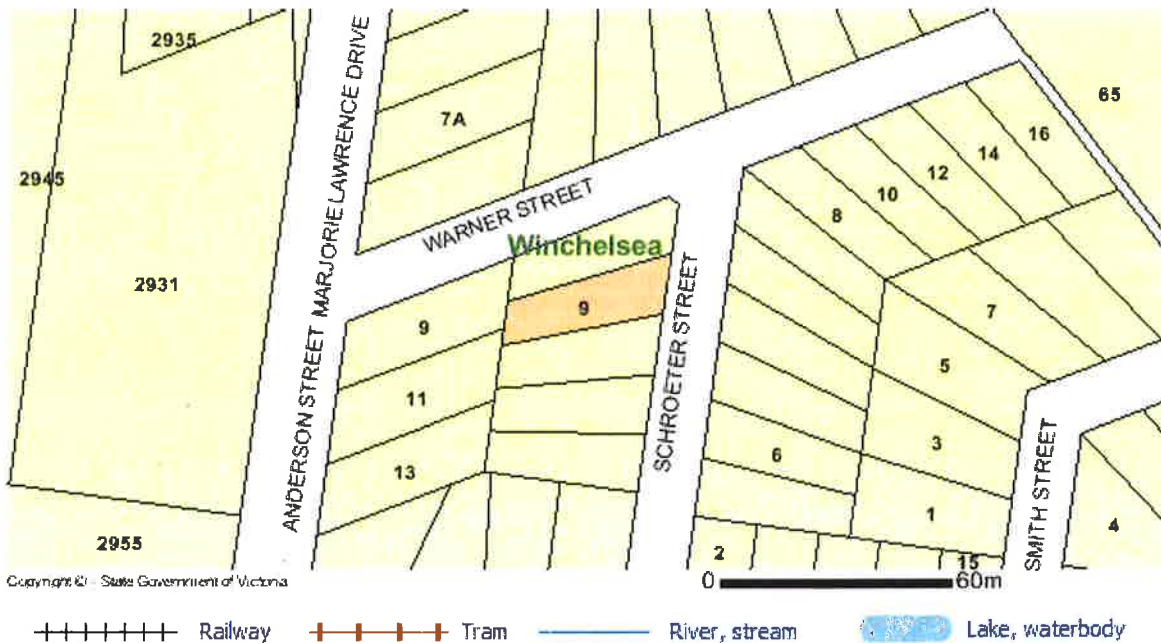 2935
65
7A
16
14
12
10
8
2945
WARNER STREET
Winchelsea
2931
9
9
7
5
11
3
13
6
1
4
2955
2
15
ANDERSON STREET MARJORIE LAWRENCE DRIVE
SCHROETER STREET
SMITH STREET
Copyright © - State Government of Victoria
0 60m
Railway Tram River, stream Lake, waterbody